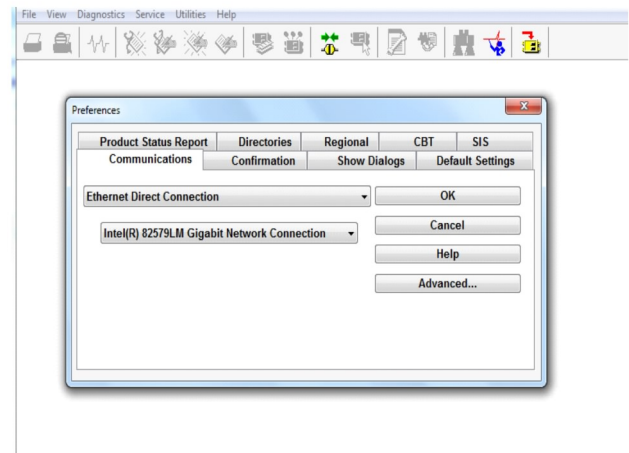 File View Diagnostics Service Utilities Help
Preferences
Product Status Report Directories Regional CBT SIS
Communications Confirmation Show Dialogs Default Settings
Ethernet Direct Connection OK
Intel(R) 82579LM Gigabit Network Connection Cancel
Help
Advanced...